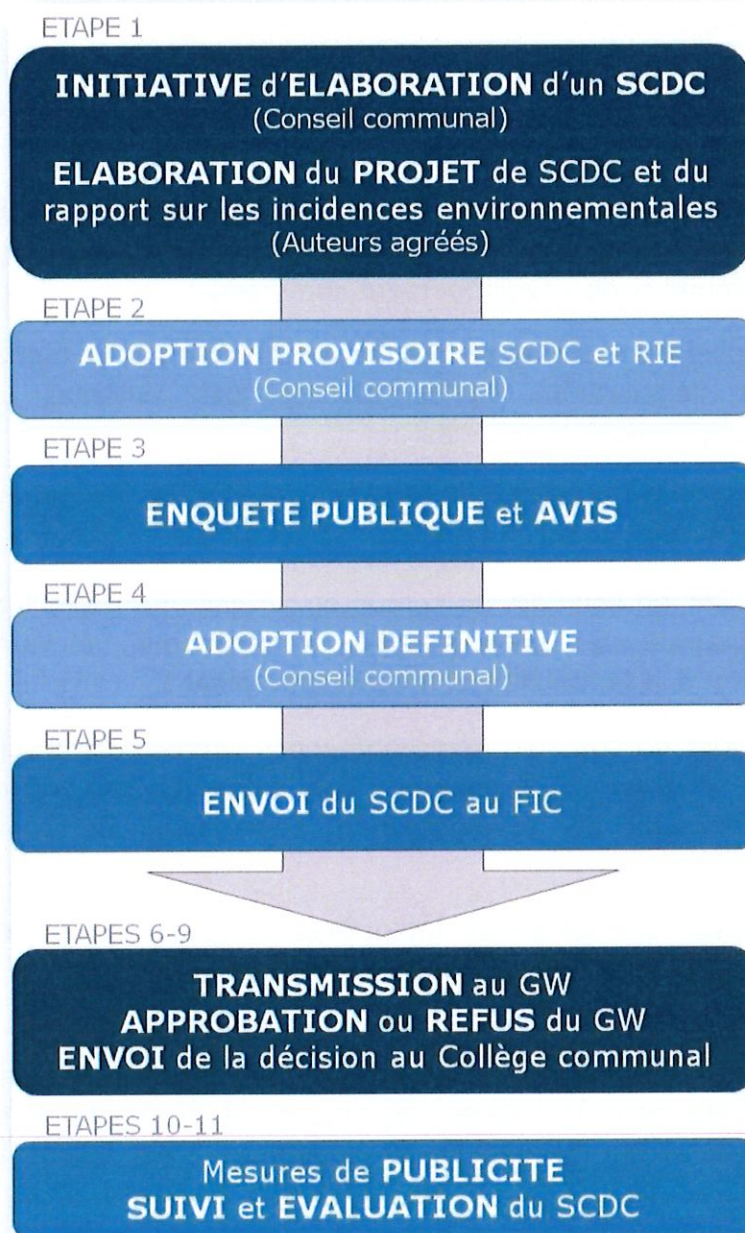 ETAPE 1
INITIATIVE d'ELABORATION d'un SCDC
(Conseil communal)
ELABORATION du PROJET de SCDC et du
rapport sur les incidences environnementales
(Auteurs agréés)
ETAPE 2
ADOPTION PROVISOIRE SCDC et RIE
(Conseil communal)
ETAPE 3
ENQUETE PUBLIQUE et AVIS
ETAPE 4
ADOPTION DEFINITIVE
(Conseil communal)
ETAPE 5
ENVOI du SCDC au FIC
ETAPES 6-9
TRANSMISSION au GW
APPROBATION ou REFUS du GW
ENVOI de la décision au Collège communal
ETAPES 10-11
Mesures de PUBLICITE
SUIVI et EVALUATION du SCDC